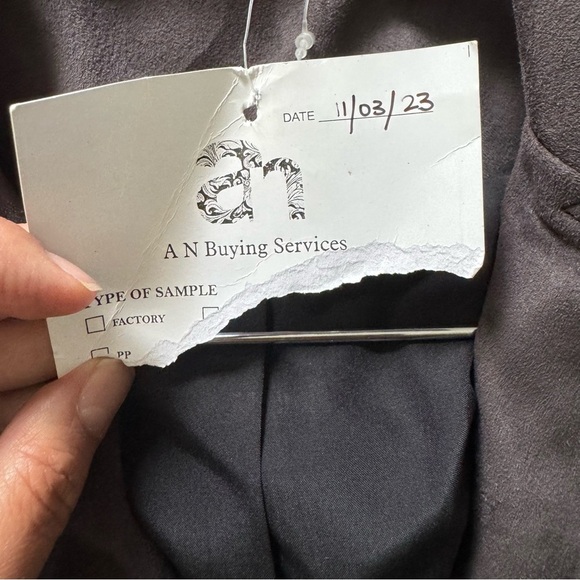 DATE 11/03/23
an
A N Buying Services
TYPE OF SAMPLE
FACTORY
PP